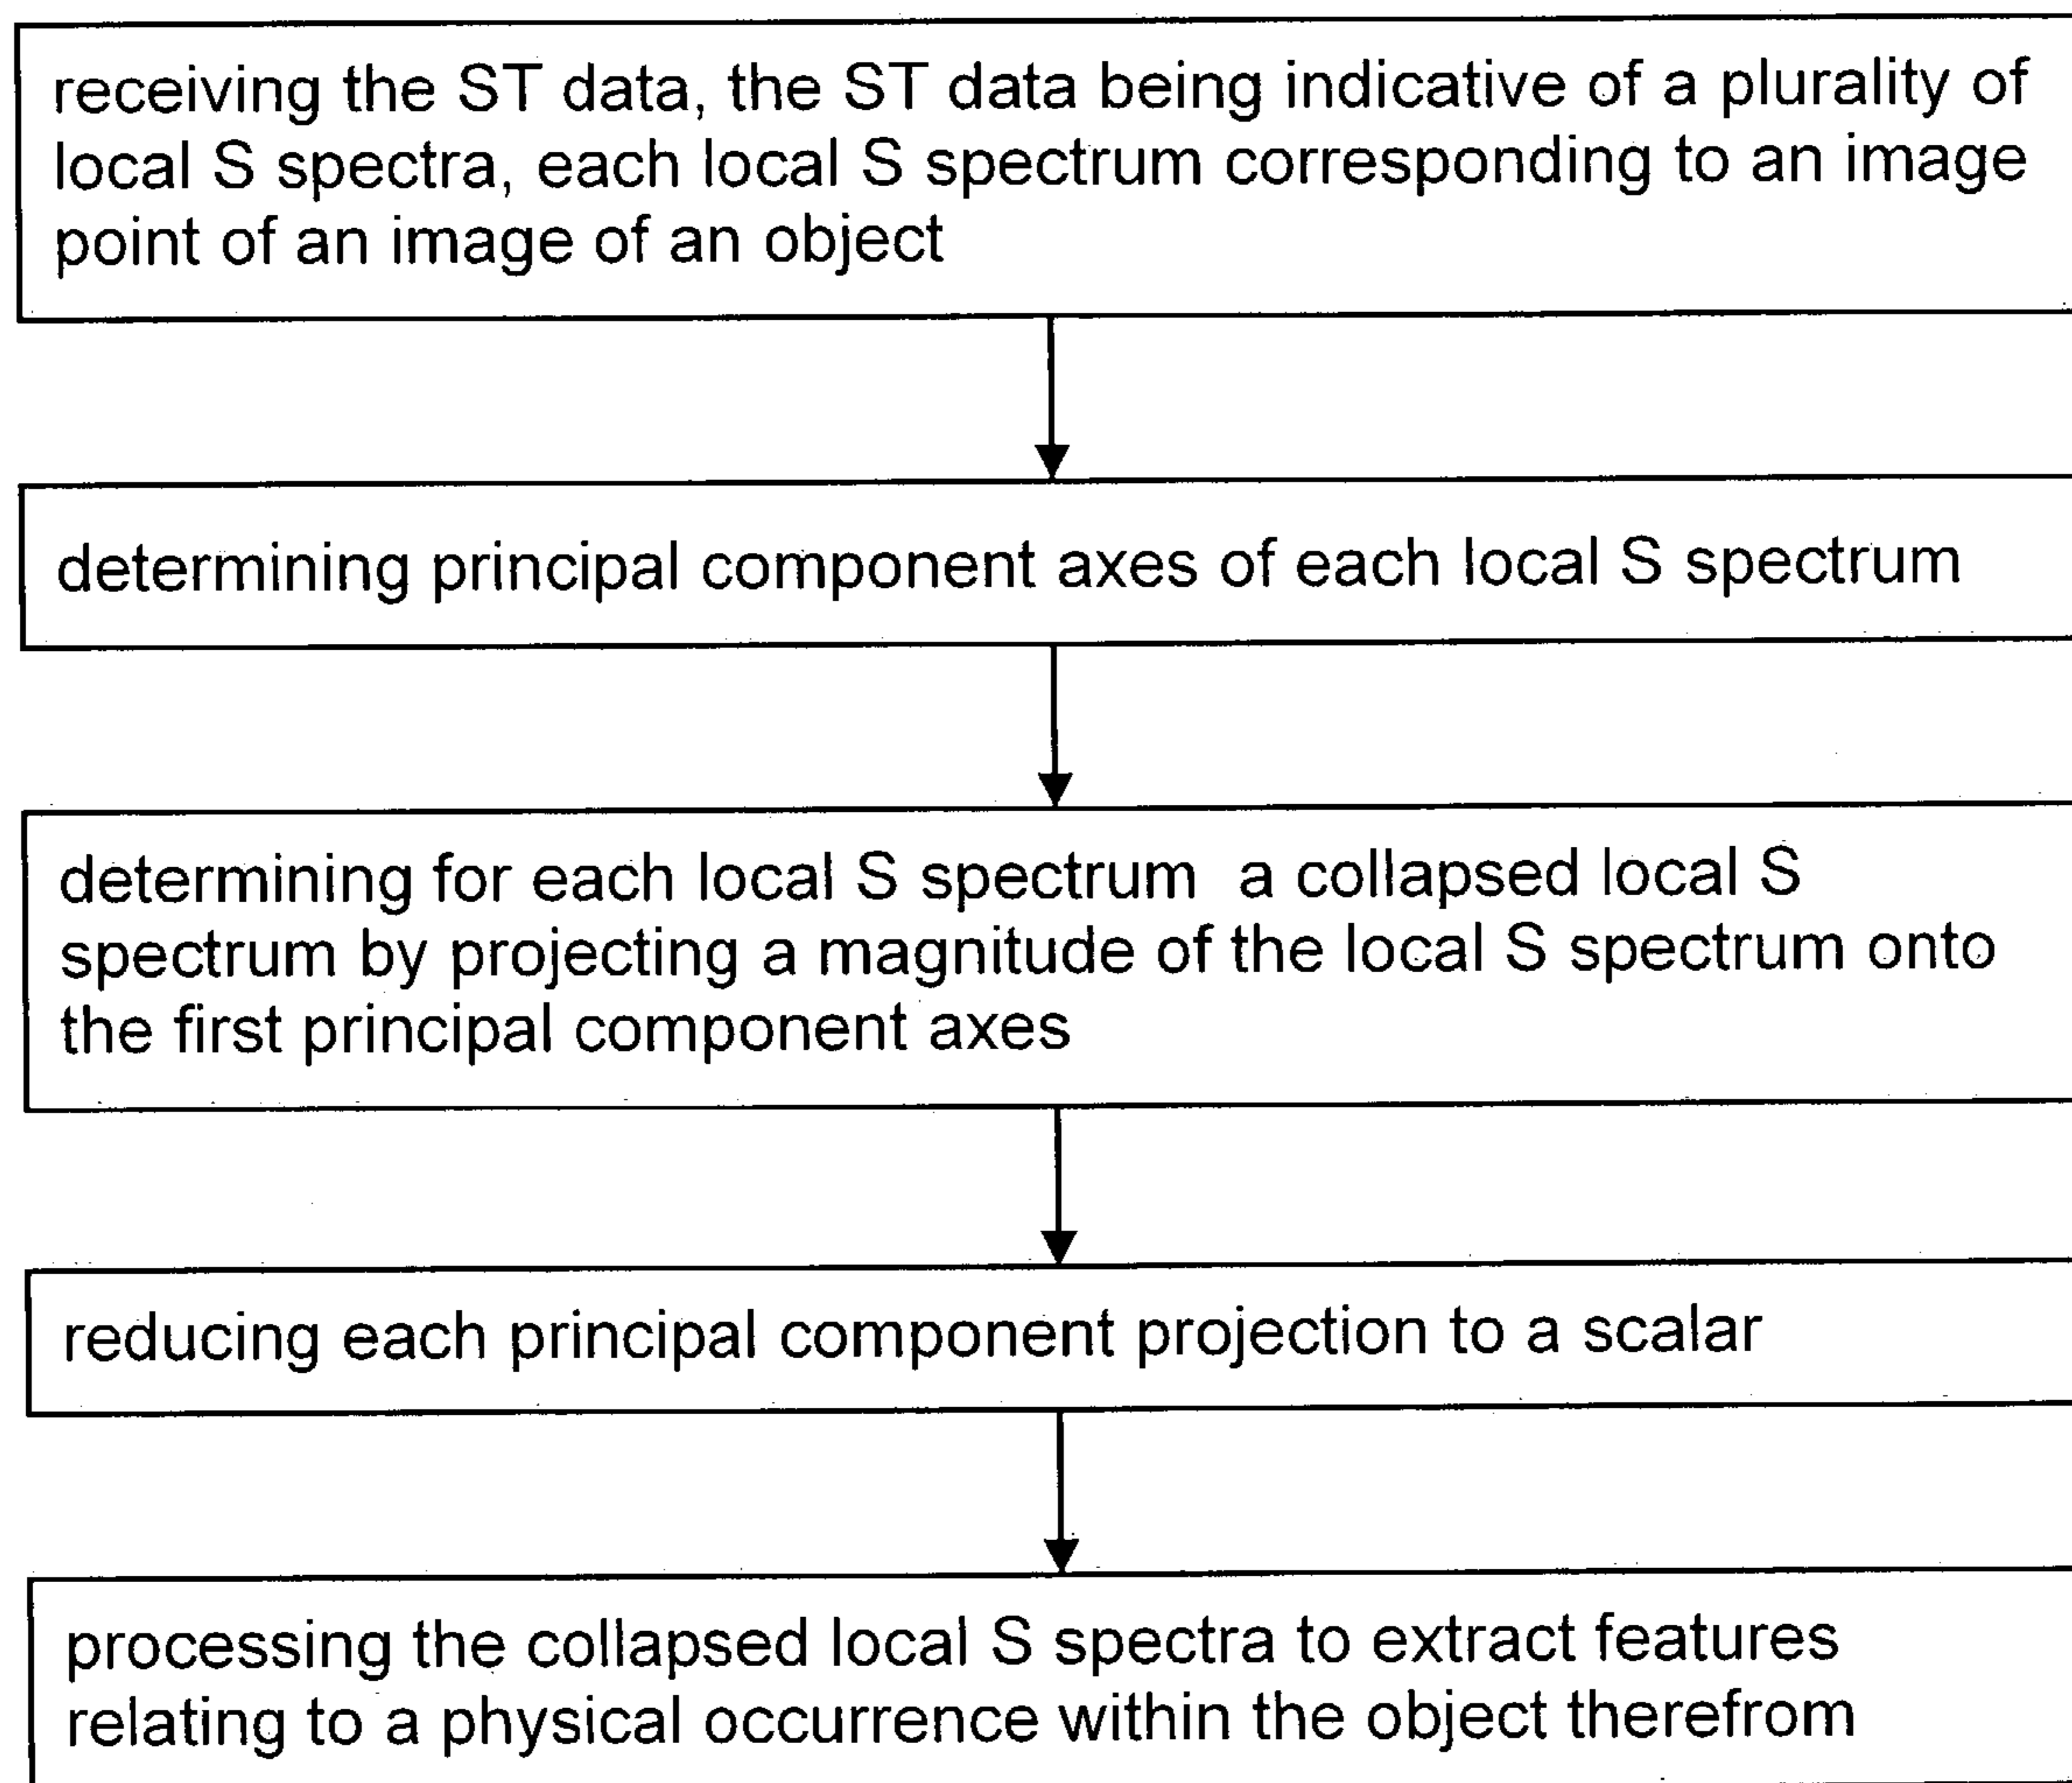 receiving the ST data, the ST data being indicative of a plurality of
local S spectra, each local S spectrum corresponding to an image
point of an image of an object
determining principal component axes of each local S spectrum
determining for each local S spectrum a collapsed local S
spectrum by projecting a magnitude of the local S spectrum onto
the first principal component axes
reducing each principal component projection to a scalar
processing the collapsed local S spectra to extract features
relating to a physical occurrence within the object therefrom